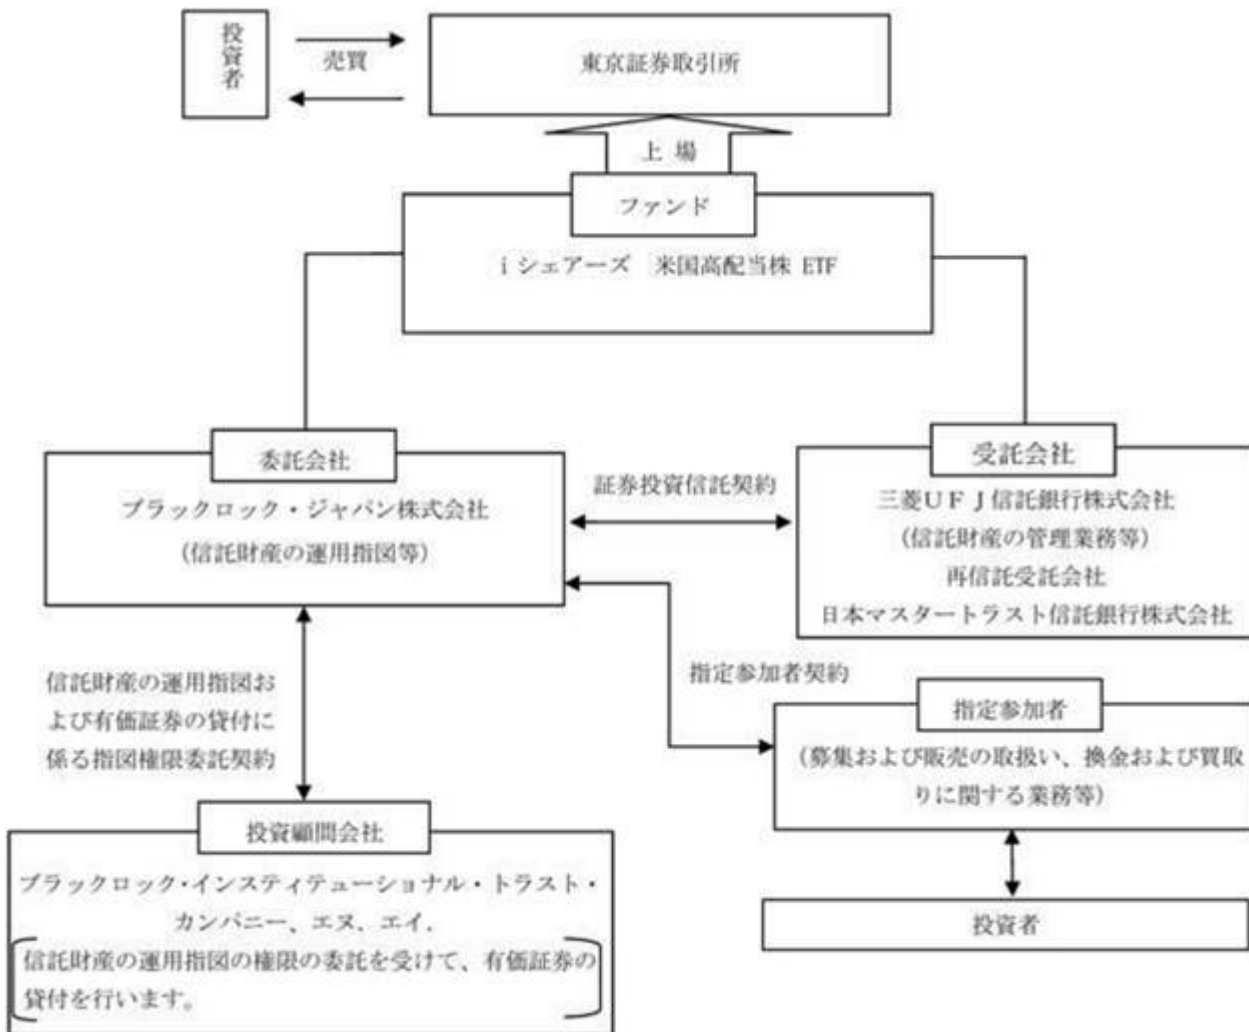 投資者
売買
東京証券取引所
上 場
ファンド
i シェアーズ 米国高配当株 ETF
委託会社
ブラックロック・ジャパン株式会社
(信託財産の運用指図等)
証券投資信託契約
受託会社
三菱UFJ信託銀行株式会社
(信託財産の管理業務等)
再信託受託会社
日本マスタートラスト信託銀行株式会社
信託財産の運用指図お
よび有価証券の貸付に
係る指図権限委託契約
指定参加者契約
指定参加者
(募集および販売の取扱い、換金および買取
りに関する業務等)
投資者
投資顧問会社
ブラックロック・インスティテューショナル・トラスト・
カンパニー、エヌ．エイ．
信託財産の運用指図の権限の委託を受けて、有価証券の
貸付を行います。